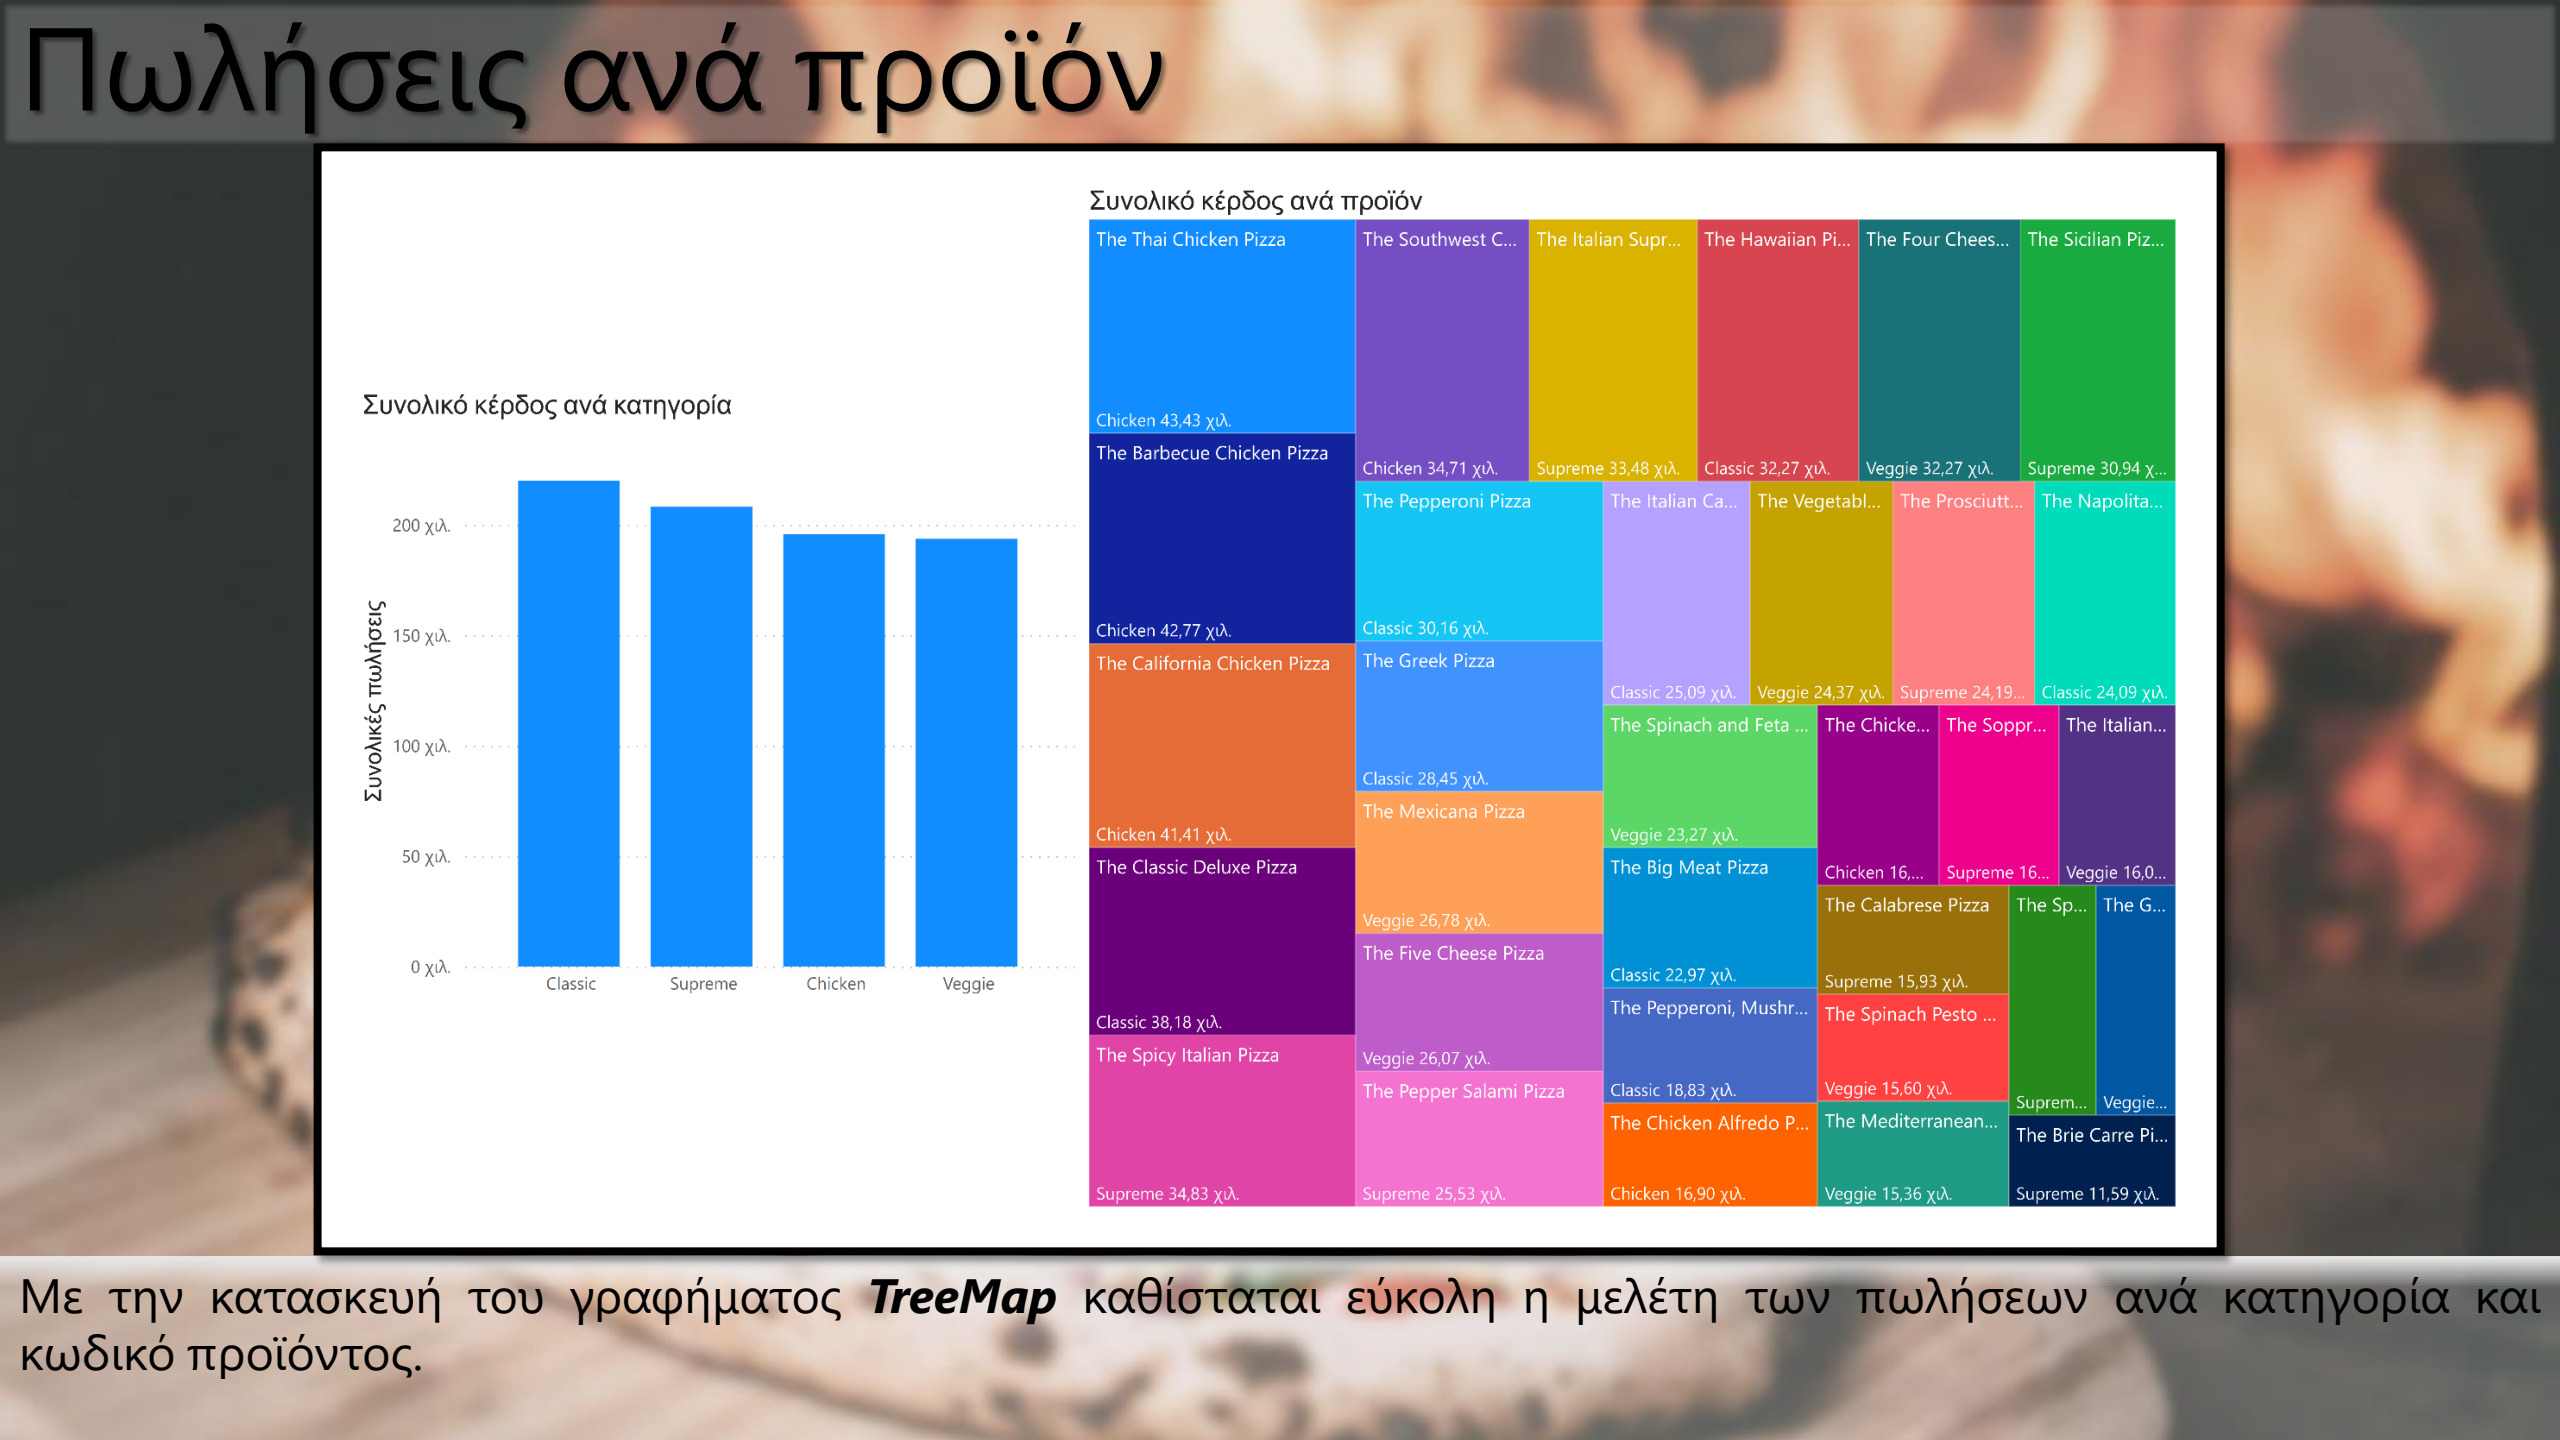 Πωλήσεις ανά προϊόν
Συνολικό κέρδος ανά κατηγορία
Συνολικές πωλήσεις
200 χιλ.
150 χιλ.
100 χιλ.
50 χιλ.
0 χιλ.
Classic Supreme Chicken Veggie
Συνολικό κέρδος ανά προϊόν
The Thai Chicken Pizza
Chicken 43,43 χιλ.
The Barbecue Chicken Pizza
Chicken 42,77 χιλ.
The California Chicken Pizza
Chicken 41,41 χιλ.
The Classic Deluxe Pizza
Classic 38,18 χιλ.
The Spicy Italian Pizza
Supreme 34,83 χιλ.
The Southwest C...
Chicken 34,71 χιλ.
The Italian Supr...
Supreme 33,48 χιλ.
The Hawaiian Pi...
Classic 32,27 χιλ.
The Four Chees...
Veggie 32,27 χιλ.
The Sicilian Piz...
Supreme 30,94 χ...
The Pepperoni Pizza
Classic 30,16 χιλ.
The Greek Pizza
Classic 28,45 χιλ.
The Mexicana Pizza
Veggie 26,78 χιλ.
The Five Cheese Pizza
Veggie 26,07 χιλ.
The Pepper Salami Pizza
Supreme 25,53 χιλ.
The Italian Ca...
Classic 25,09 χιλ.
The Vegetabl...
Veggie 24,37 χιλ.
The Prosciutt...
Supreme 24,19...
The Napolita...
Classic 24,09 χιλ.
The Spinach and Feta ...
Veggie 23,27 χιλ.
The Big Meat Pizza
Classic 22,97 χιλ.
The Pepperoni, Mushr...
Classic 18,83 χιλ.
The Chicken Alfredo P...
Chicken 16,90 χιλ.
The Chicke...
Chicken 16,...
The Soppr...
Supreme 16...
The Italian...
Veggie 16,0...
The Calabrese Pizza
Supreme 15,93 χιλ.
The Spinach Pesto ...
Veggie 15,60 χιλ.
The Mediterranean...
Veggie 15,36 χιλ.
The Sp...
Suprem...
The G...
Veggie...
The Brie Carre Pi...
Supreme 11,59 χιλ.
Με την κατασκευή του γραφήματος TreeMap καθίσταται εύκολη η μελέτη των πωλήσεων ανά κατηγορία και
κωδικό προϊόντος.